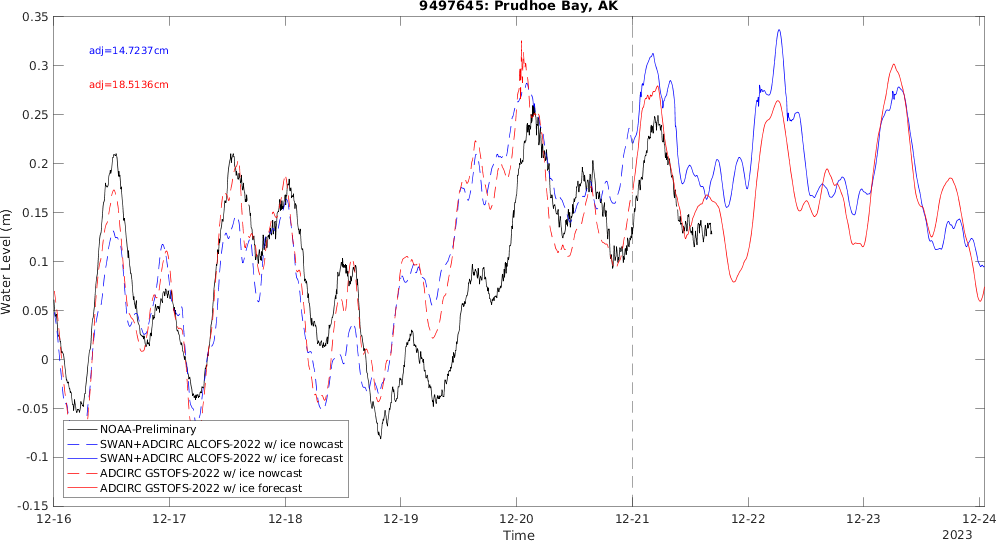 9497645: Prudhoe Bay, AK
0.35
0.3
0.25
0.2
0.15
0.1
0.05
0
-0.05
-0.1
-0.15
Water Level (m)
adj=14.7237cm
adj=18.5136cm
NOAA-Preliminary
SWAN+ADCIRC ALCOFS-2022 w/ ice nowcast
SWAN+ADCIRC ALCOFS-2022 w/ ice forecast
ADCIRC GSTOFS-2022 w/ ice nowcast
ADCIRC GSTOFS-2022 w/ ice forecast
12-16 12-17 12-18 12-19 12-20 12-21 12-22 12-23 12-24
Time
2023